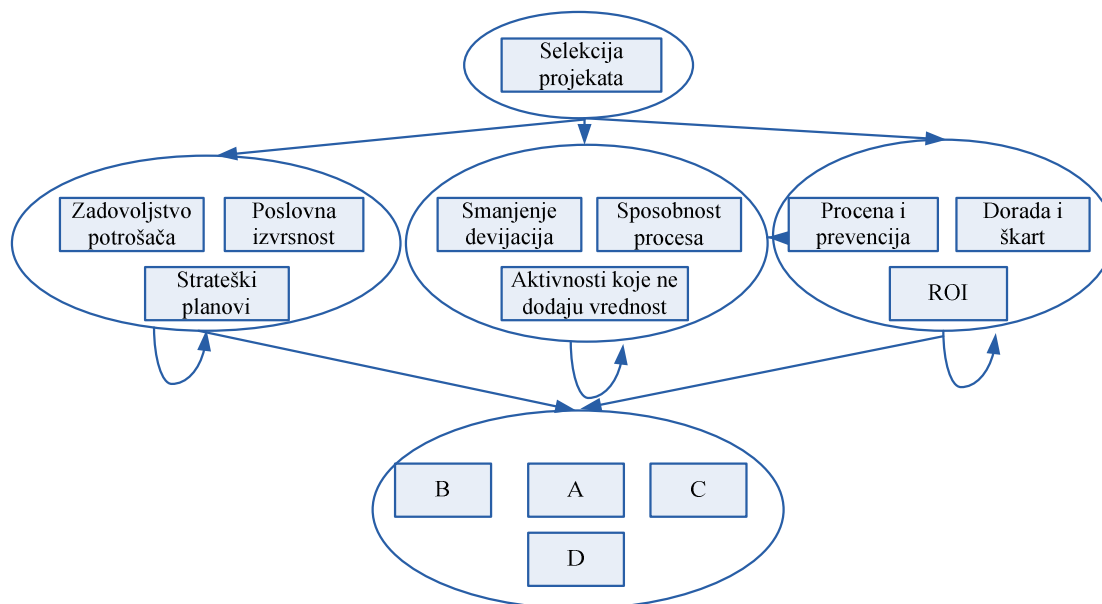 Selekcija
projekata
Zadovoljstvo
potrošača
Poslovna
izvrsnost
Strateški
planovi
Smanjenje
devijacija
Sposobnost
procesa
Aktivnosti koje ne
dodaju vrednost
Procena i
prevencija
Dorada i
škart
ROI
B
A
C
D